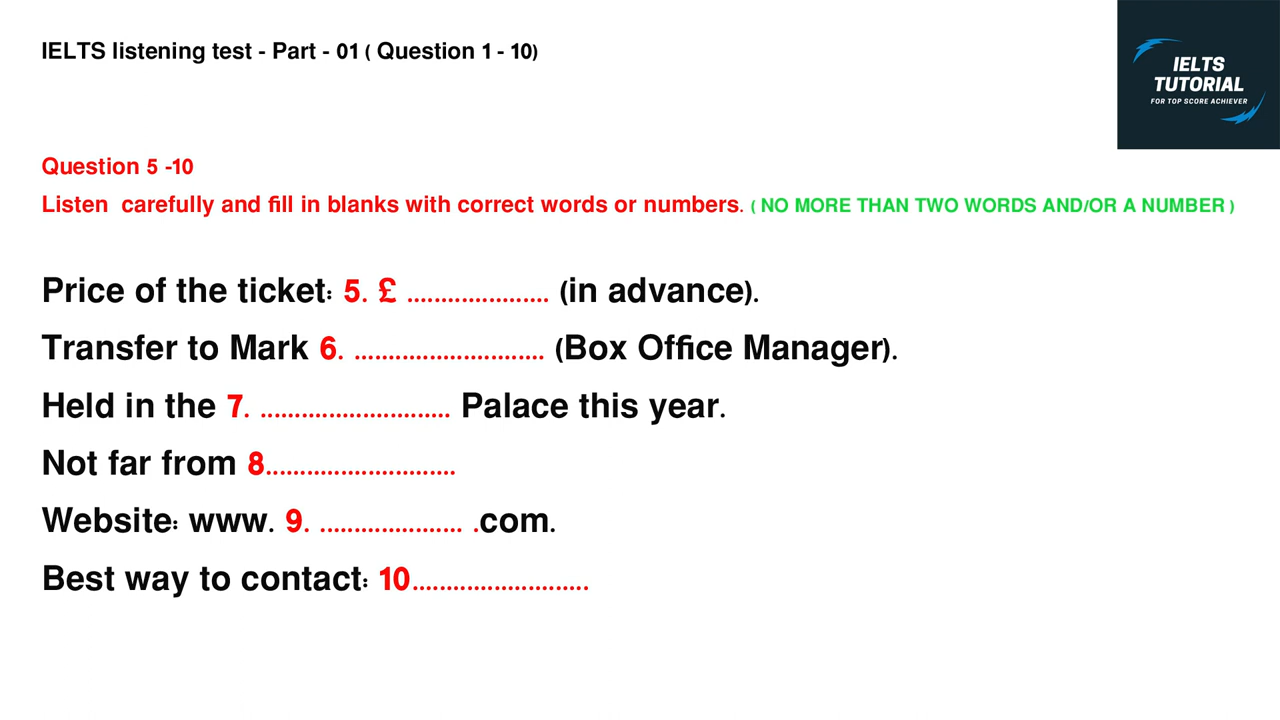 IELTS listening test - Part - 01 ( Question 1 - 10)
IELTS
TUTORIAL
FOR TOP SCORE ACHIEVER
Question 5 -10
Listen  carefully and fill in blanks with correct words or numbers. ( NO MORE THAN TWO WORDS AND/OR A NUMBER )
Price of the ticket: 5. £ ..................... (in advance).
Transfer to Mark 6. ............................ (Box Office Manager).
Held in the 7. ............................ Palace this year.
Not far from 8............................
Website: www. 9. ..................... .com.
Best way to contact: 10..........................